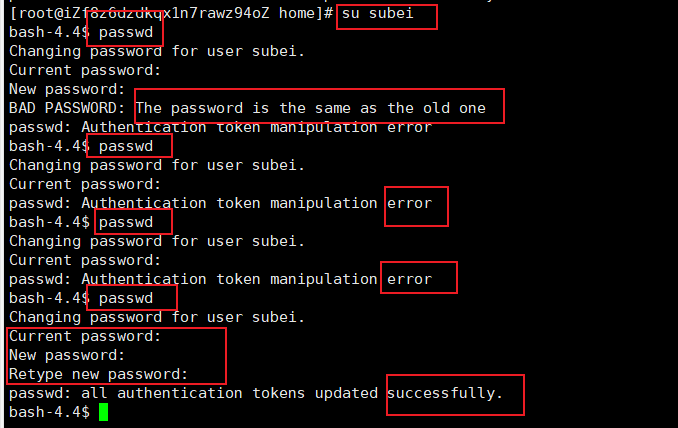 [root@iZf8z6dzdkqx1n7rawz94oZ home]# su subei
bash-4.4$ passwd
Changing password for user subei.
Current password:
New password:
BAD PASSWORD: The password is the same as the old one
passwd: Authentication token manipulation error
bash-4.4$ passwd
Changing password for user subei.
Current password:
passwd: Authentication token manipulation error
bash-4.4$ passwd
Changing password for user subei.
Current password:
passwd: Authentication token manipulation error
bash-4.4$ passwd
Changing password for user subei.
Current password:
New password:
Retype new password:
passwd: all authentication tokens updated successfully.
bash-4.4$